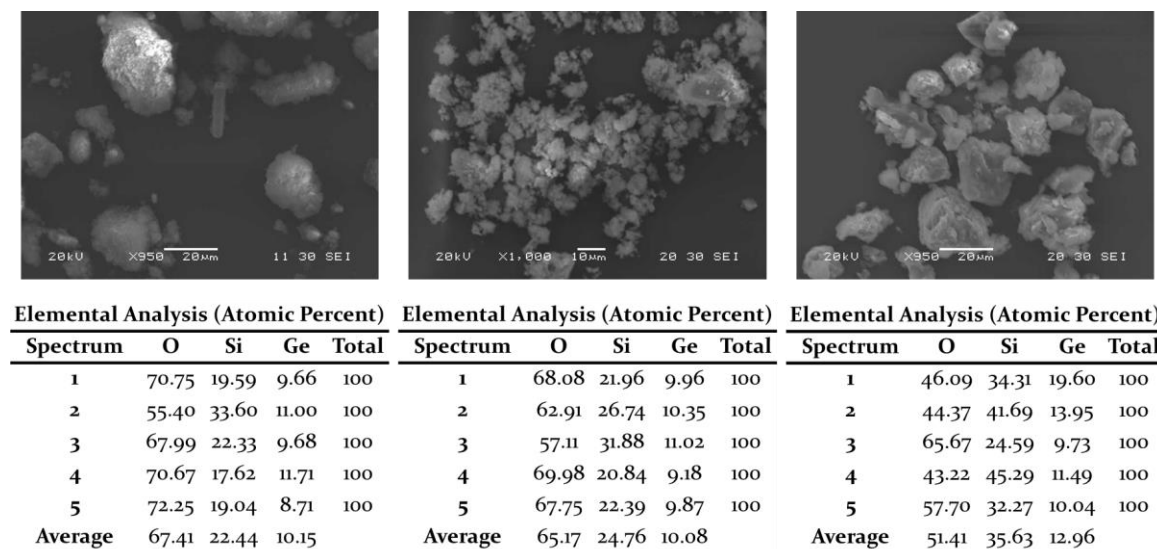 20kV X950 20µm 11 30 SEI
20kV X1,000 10µm 20 30 SEI
20kV X950 20µm 20 30 SEI
Elemental Analysis (Atomic Percent)
Spectrum O Si Ge Total
1 70.75 19.59 9.66 100
2 55.40 33.60 11.00 100
3 67.99 22.33 9.68 100
4 70.67 17.62 11.71 100
5 72.25 19.04 8.71 100
Average 67.41 22.44 10.15
Elemental Analysis (Atomic Percent)
Spectrum O Si Ge Total
1 68.08 21.96 9.96 100
2 62.91 26.74 10.35 100
3 57.11 31.88 11.02 100
4 69.98 20.84 9.18 100
5 67.75 22.39 9.87 100
Average 65.17 24.76 10.08
Elemental Analysis (Atomic Percent)
Spectrum O Si Ge Total
1 46.09 34.31 19.60 100
2 44.37 41.69 13.95 100
3 65.67 24.59 9.73 100
4 43.22 45.29 11.49 100
5 57.70 32.27 10.04 100
Average 51.41 35.63 12.96